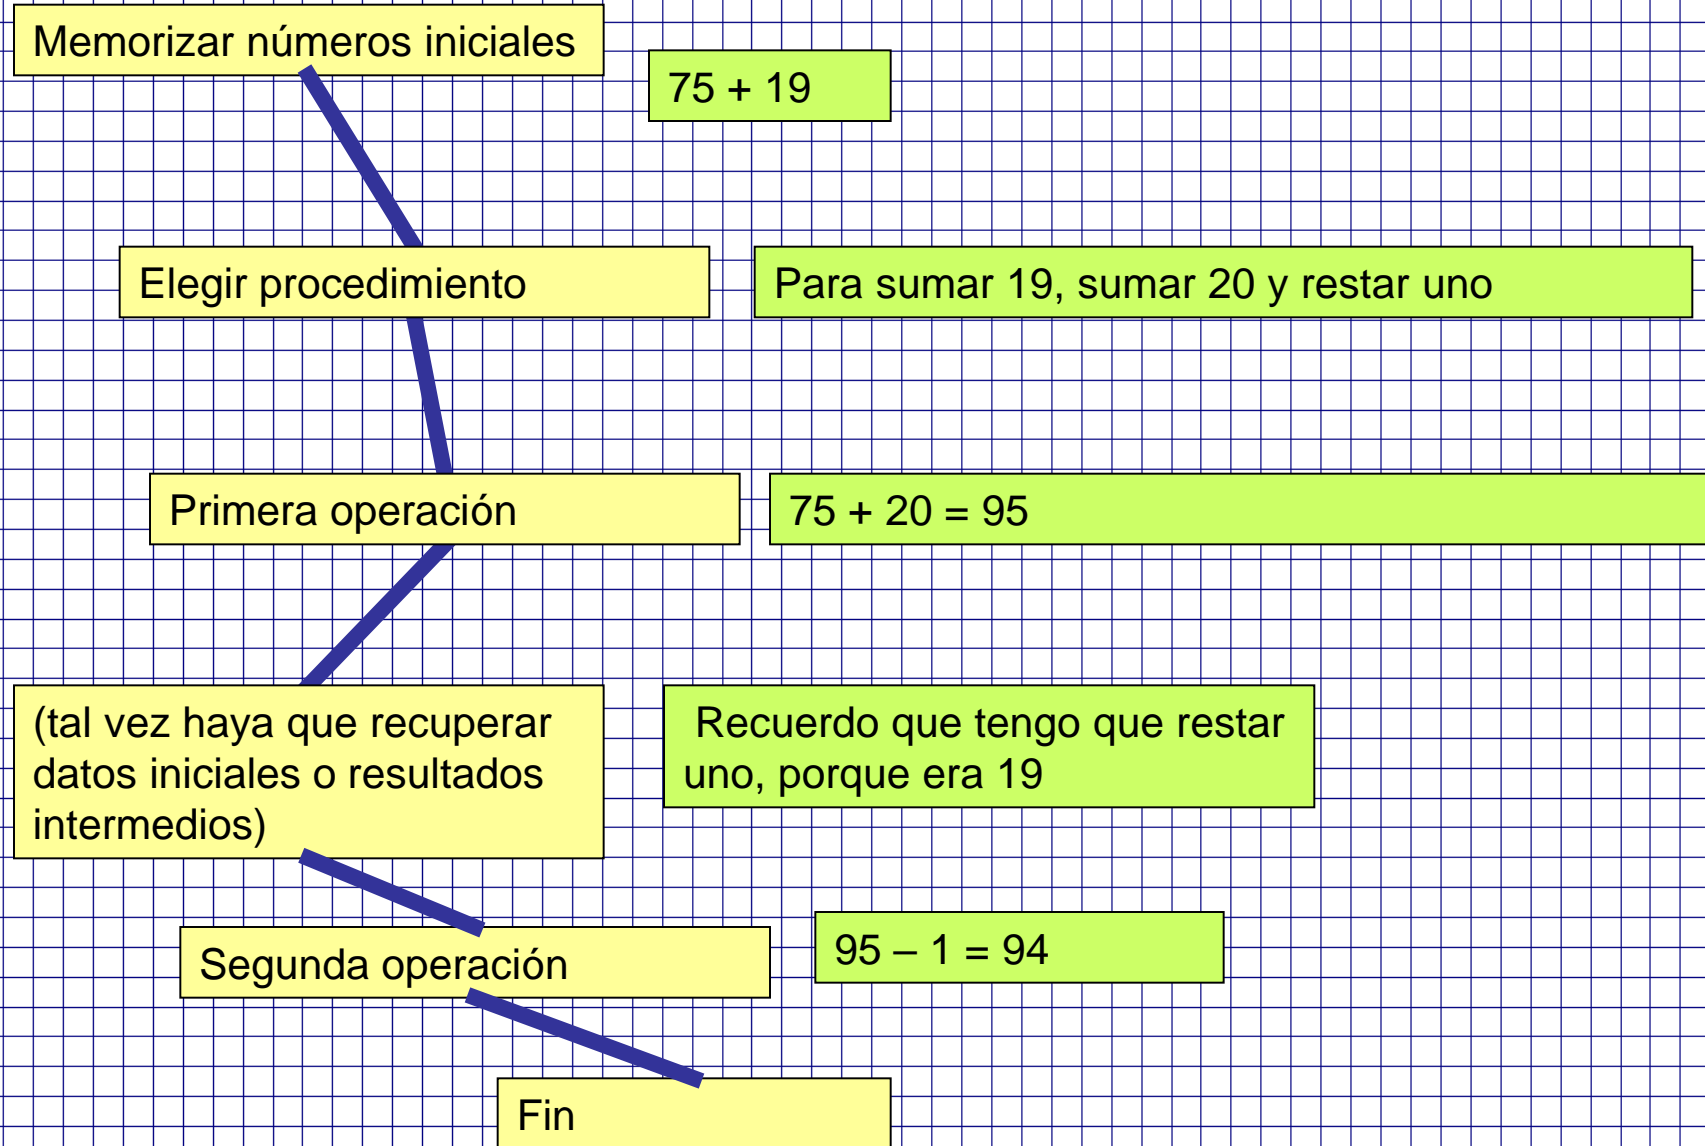 Memorizar números iniciales
75 + 19
Elegir procedimiento
Para sumar 19, sumar 20 y restar uno
Primera operación
75 + 20 = 95
(tal vez haya que recuperar
datos iniciales o resultados
intermedios)
Recuerdo que tengo que restar
uno, porque era 19
Segunda operación
95 – 1 = 94
Fin